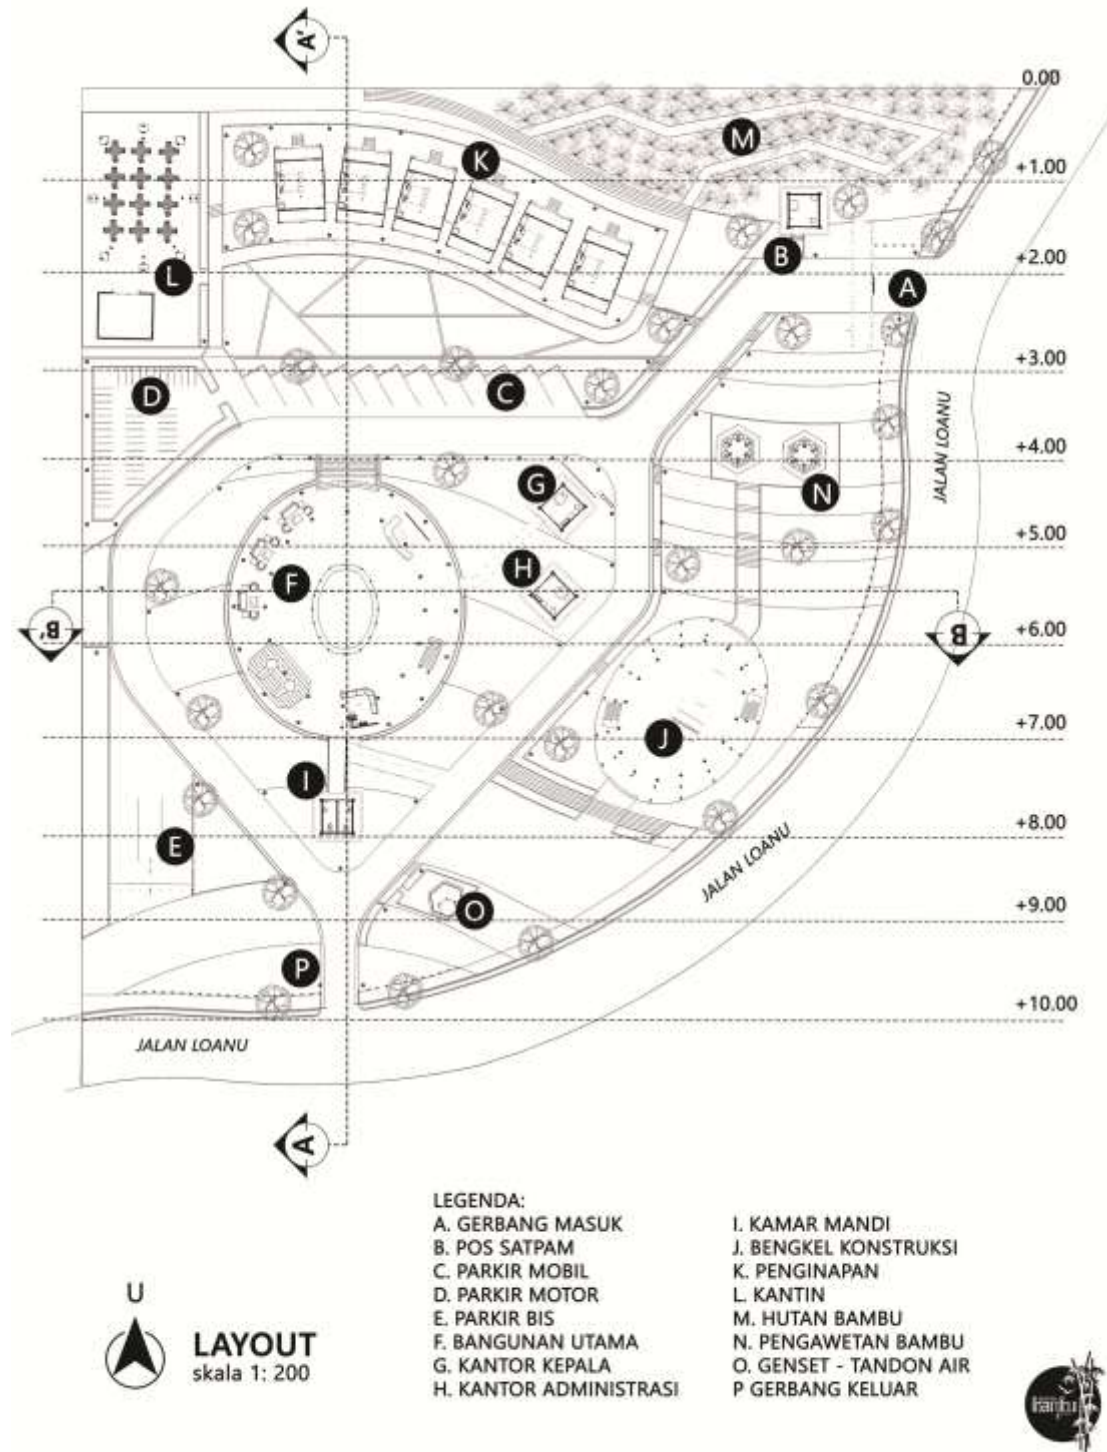 A'
0.00
M
K
+1.00
B
+2.00
L
A
+3.00
D
C
+4.00
JALAN LOANU
G
N
+5.00
H
F
B'
B
+6.00
+7.00
J
I
+8.00
E
JALAN LOANU
O
+9.00
P
+10.00
JALAN LOANU
A
LEGENDA:
A. GERBANG MASUK
B. POS SATPAM
C. PARKIR MOBIL
D. PARKIR MOTOR
E. PARKIR BIS
F. BANGUNAN UTAMA
G. KANTOR KEPALA
H. KANTOR ADMINISTRASI
I. KAMAR MANDI
J. BENGKEL KONSTRUKSI
K. PENGINAPAN
L. KANTIN
M. HUTAN BAMBU
N. PENGAWETAN BAMBU
O. GENSET - TANDON AIR
P GERBANG KELUAR
U
LAYOUT
skala 1: 200